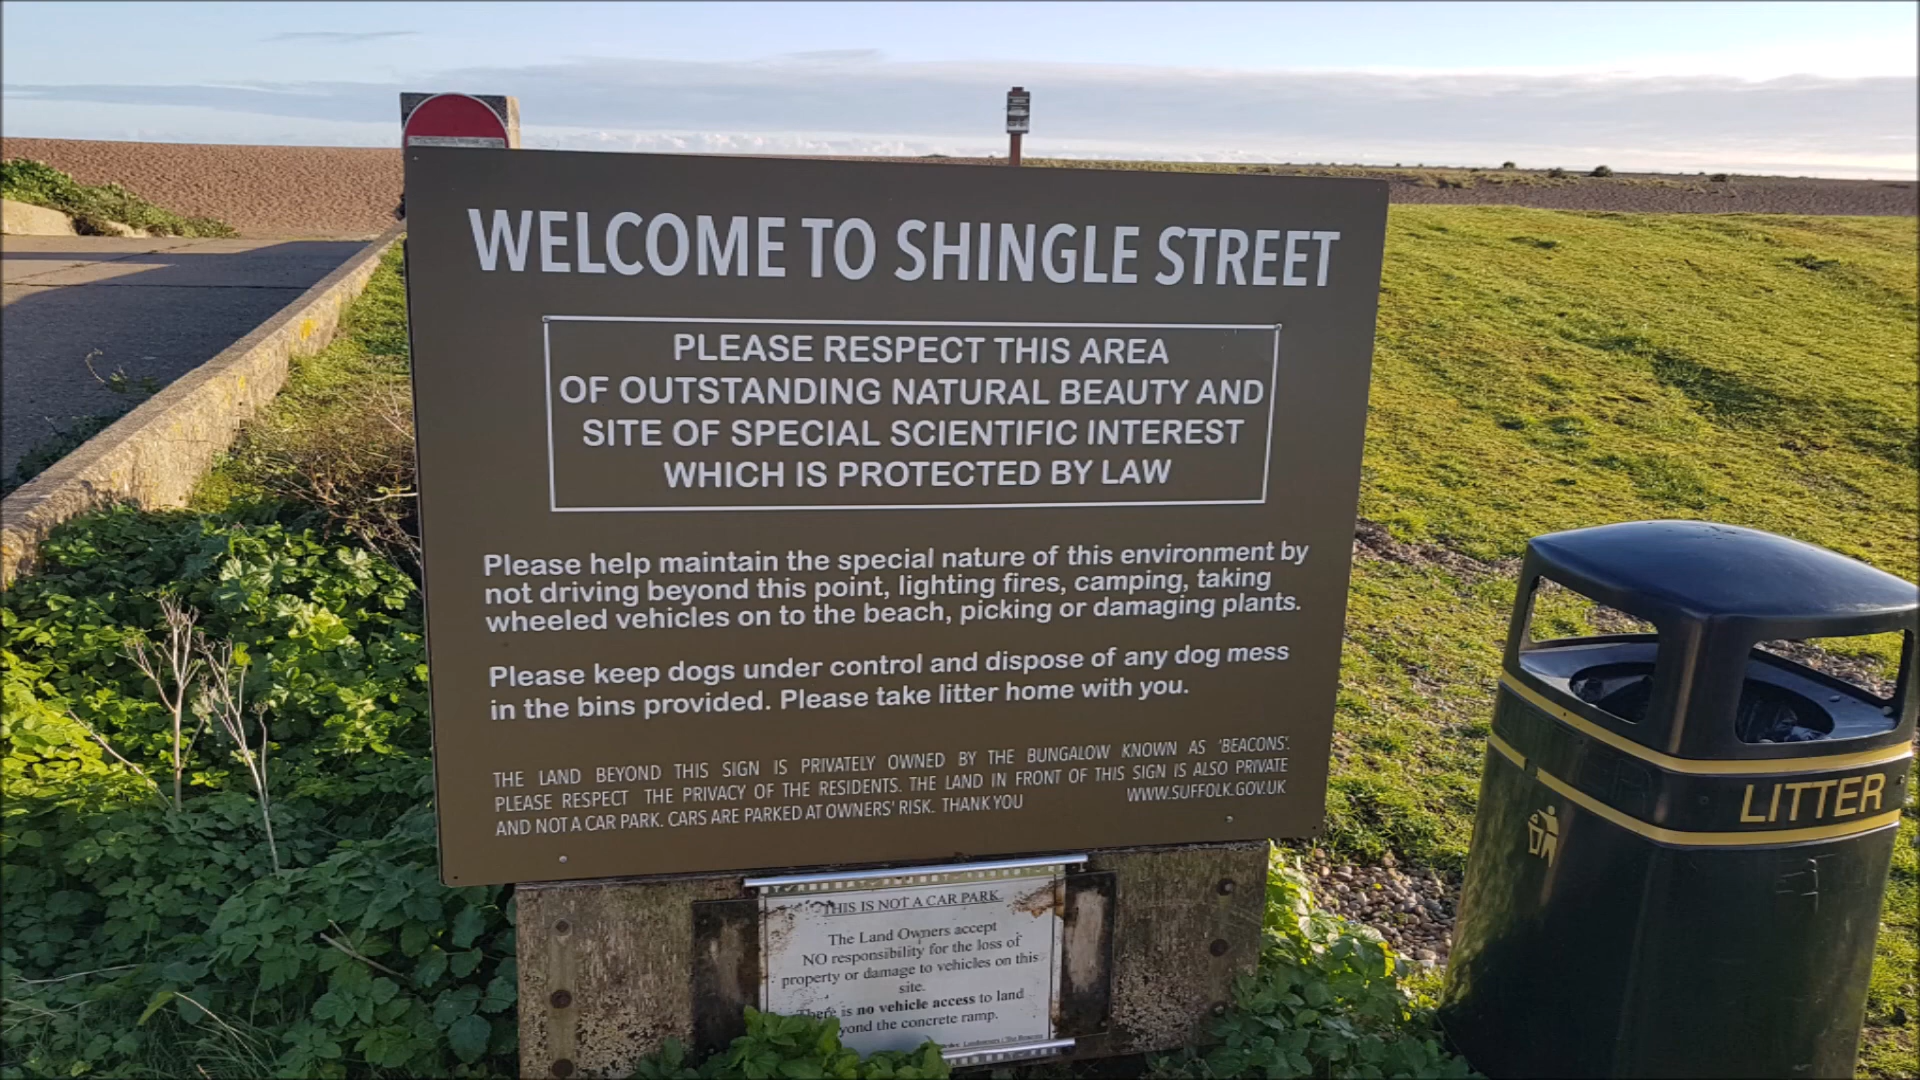 WELCOME TO SHINGLE STREET
PLEASE RESPECT THIS AREA
OF OUTSTANDING NATURAL BEAUTY AND
SITE OF SPECIAL SCIENTIFIC INTEREST
WHICH IS PROTECTED BY LAW
Please help maintain the special nature of this environment by
not driving beyond this point, lighting fires, camping, taking
wheeled vehicles on to the beach, picking or damaging plants.
Please keep dogs under control and dispose of any dog mess
in the bins provided. Please take litter home with you.
THE LAND BEYOND THIS SIGN IS PRIVATELY OWNED BY THE BUNGALOW KNOWN AS 'BEACONS'.
PLEASE RESPECT THE PRIVACY OF THE RESIDENTS. THE LAND IN FRONT OF THIS SIGN IS ALSO PRIVATE
AND NOT A CAR PARK. CARS ARE PARKED AT OWNERS' RISK. THANK YOU WWW.SUFFOLK.GOV.UK
THIS IS NOT A CAR PARK.
The Land Owners accept
NO responsibility for the loss of
property or damage to vehicles on this
site.
There is no vehicle access to land
the concrete ramp.
LITTER